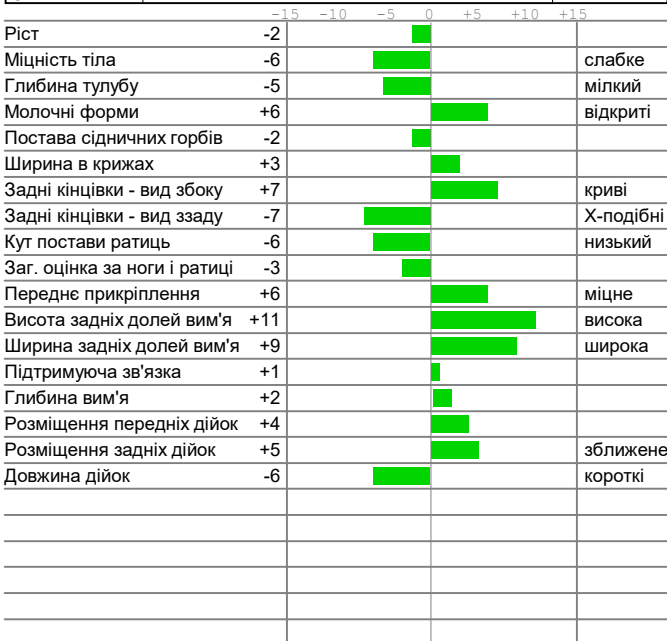 -15 -10 -5 0 +5 +10 +15
Ріст -2
Міцність тіла -6 слабке
Глибина тулубу -5 мілкий
Молочні форми +6 відкриті
Постава сідничних горбів -2
Ширина в крижах +3
Задні кінцівки - вид збоку +7 криві
Задні кінцівки - вид ззаду -7 Х-подібні
Кут постави ратиць -6 низький
Заг. оцінка за ноги і ратиці -3
Переднє прикріплення +6 міцне
Висота задніх долей вим'я +11 висока
Ширина задніх долей вим'я +9 широка
Підтримуюча зв'язка +1
Глибина вим'я +2
Розміщення передніх дійок +4
Розміщення задніх дійок +5 зближене
Довжина дійок -6 короткі